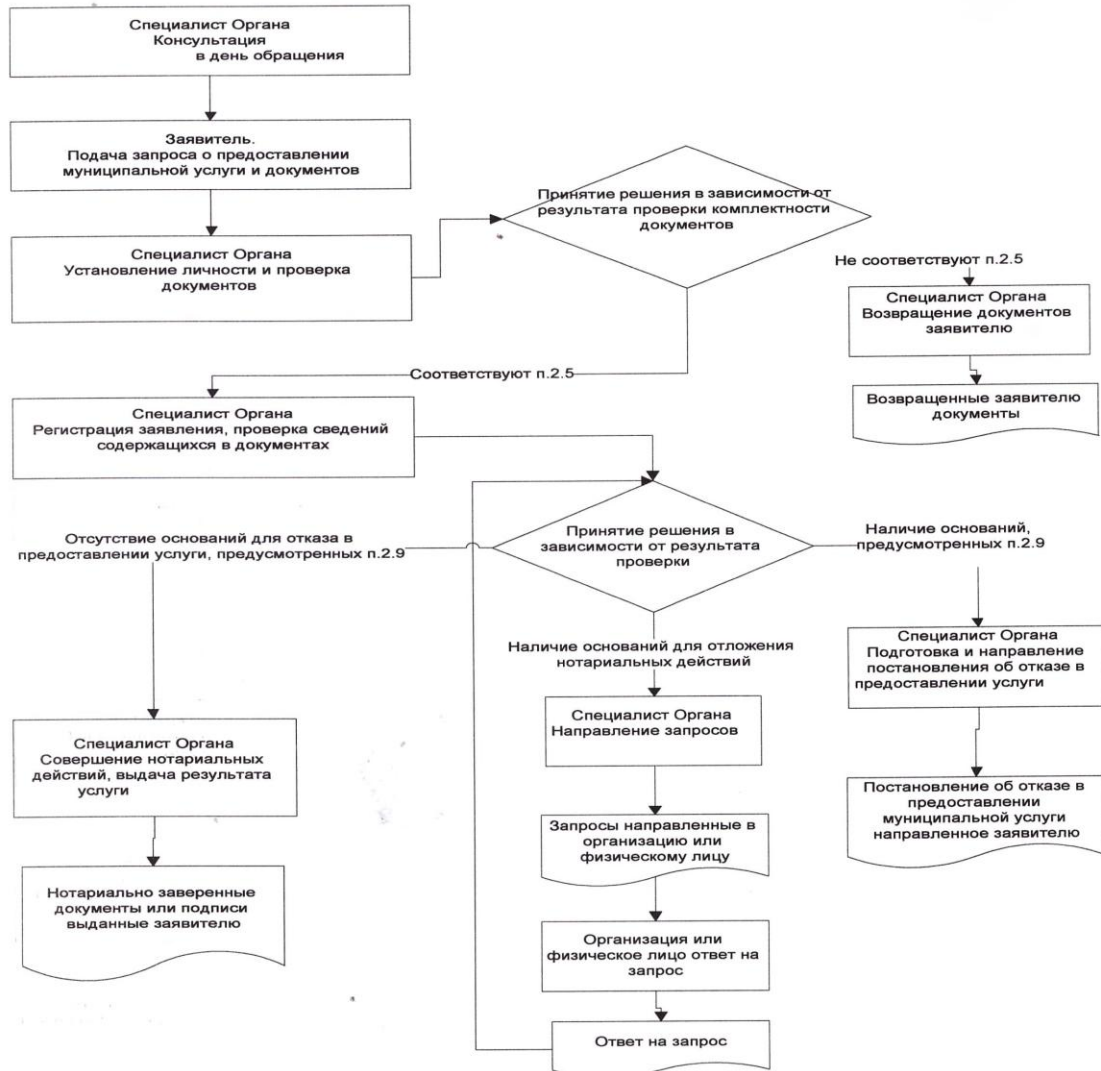 Специалист Органа
Консультация
в день обращения
Заявитель.
Подача запроса о предоставлении
муниципальной услуги и документов
Специалист Органа
Установление личности и проверка
документов
Принятие решения в зависимости от
результата проверки комплектности
документов
Не соответствуют п.2.5
Специалист Органа
Возвращение документов
заявителю
Возвращенные заявителю
документы
Соответствуют п.2.5
Специалист Органа
Регистрация заявления, проверка сведений
содержащихся в документах
Принятие решения в
зависимости от результата
проверки
Отсутствие оснований для отказа в
предоставлении услуги, предусмотренных п.2.9
Наличие оснований,
предусмотренных п.2.9
Наличие оснований для отложения
нотариальных действий
Специалист Органа
Подготовка и направление
постановления об отказе в
предоставлении услуги
Специалист Органа
Направление запросов
Специалист Органа
Совершение нотариальных
действий, выдача результата
услуги
Постановление об отказе в
предоставлении
муниципальной услуги
направленное заявителю
Запросы направленные в
организацию или
физическому лицу
Нотариально заверенные
документы или подписи
выданные заявителю
Организация или
физическое лицо ответ на
запрос
Ответ на запрос